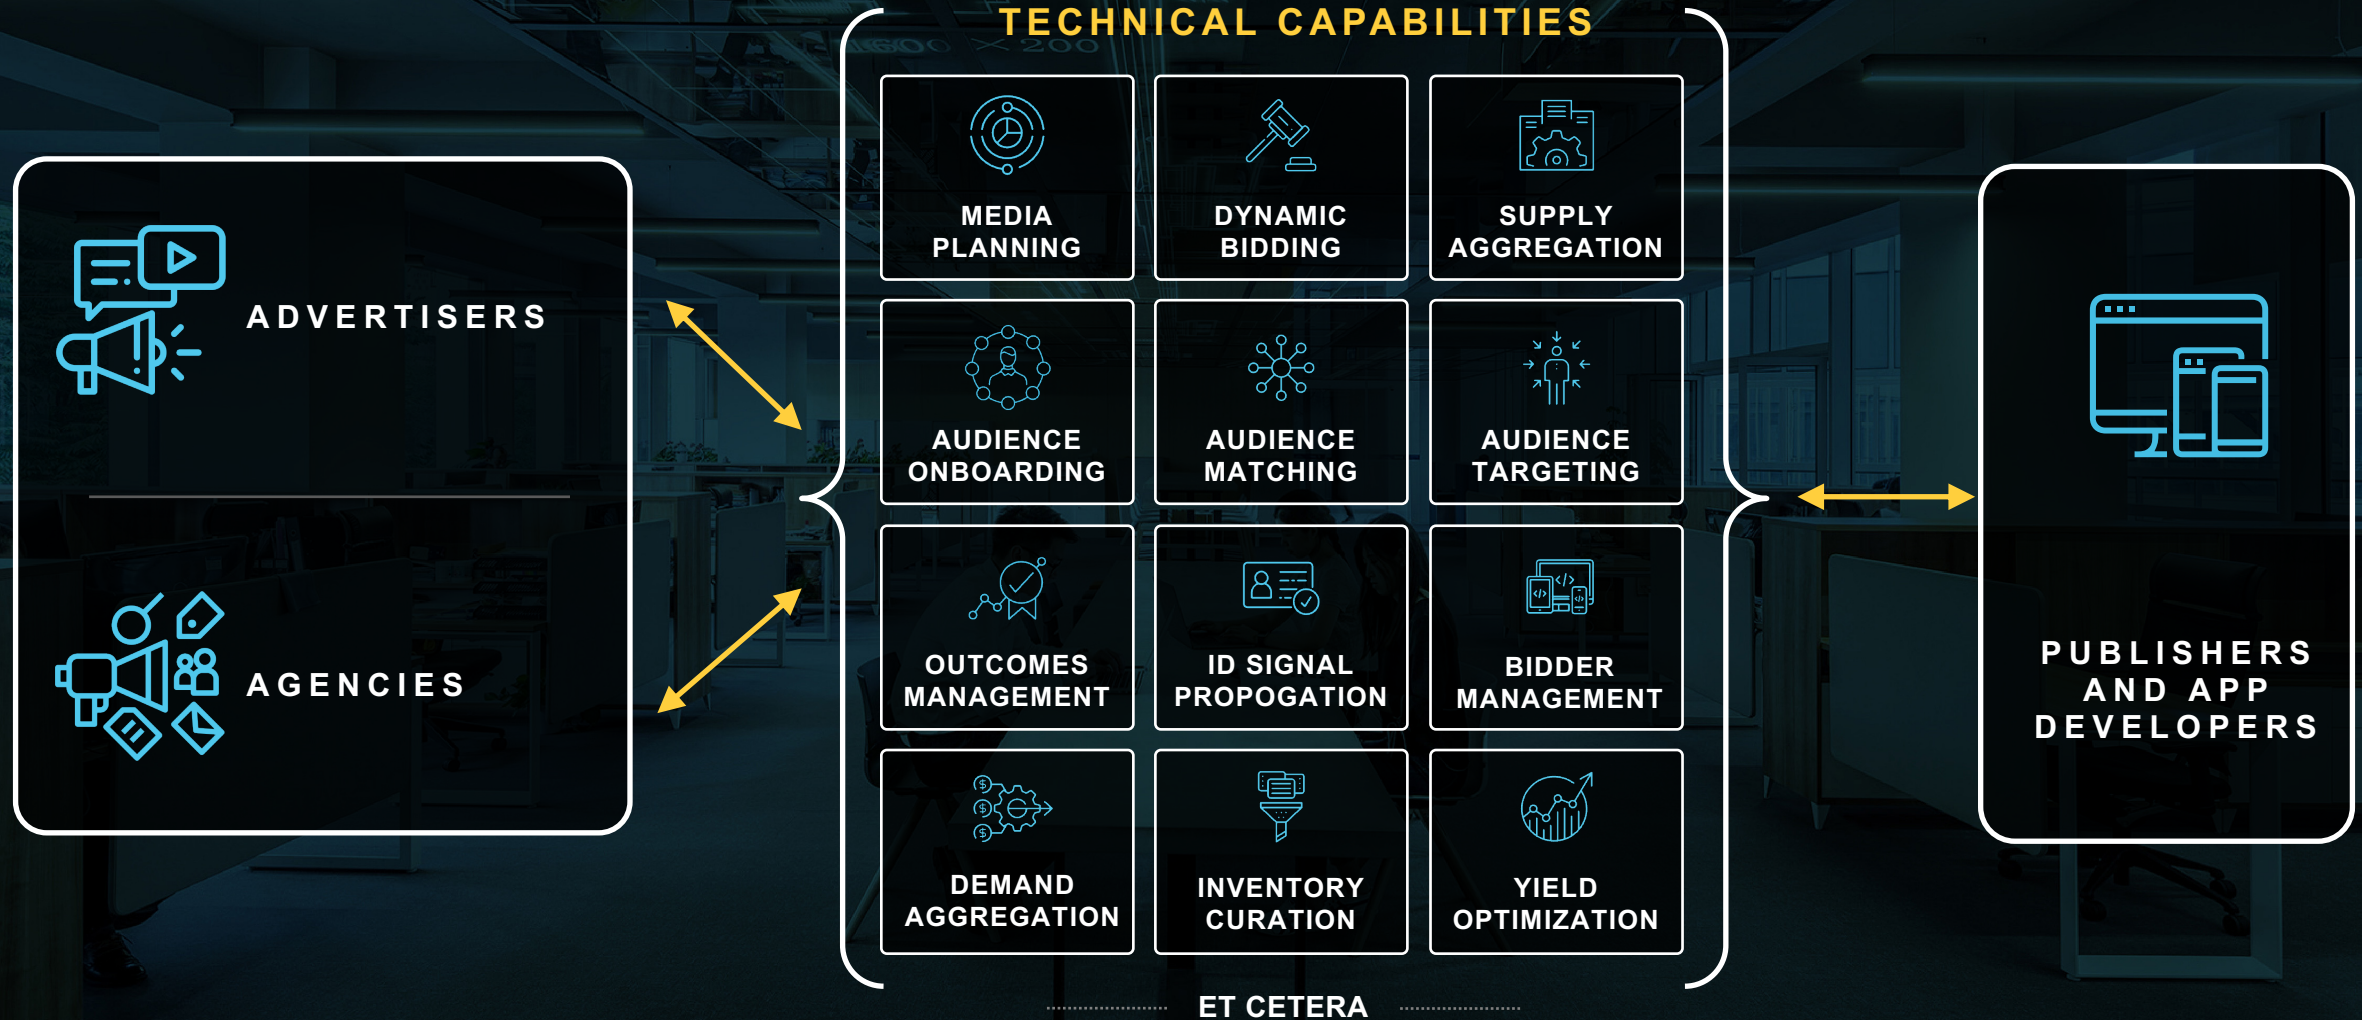 TECHNICAL CAPABILITIES
ADVERTISERS
AGENCIES
MEDIA
PLANNING
DYNAMIC
BIDDING
SUPPLY
AGGREGATION
AUDIENCE
ONBOARDING
AUDIENCE
MATCHING
AUDIENCE
TARGETING
OUTCOMES
MANAGEMENT
ID SIGNAL
PROPOGATION
BIDDER
MANAGEMENT
DEMAND
AGGREGATION
INVENTORY
CURATION
YIELD
OPTIMIZATION
ET CETERA
PUBLISHERS
AND APP
DEVELOPERS